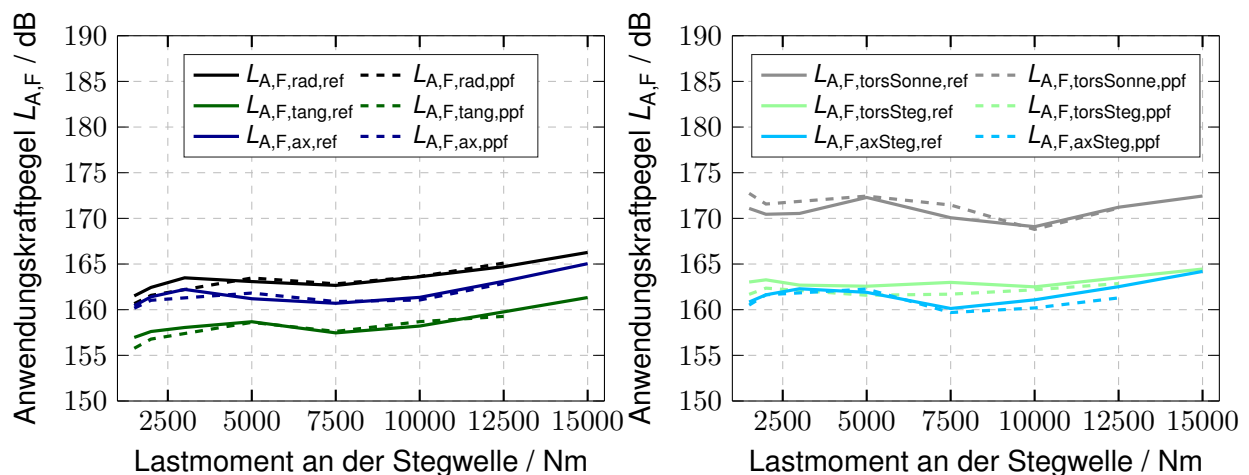 Anwendungskraftpegel L_A,F / dB
190
185
180
175
170
165
160
155
150
L_A,F,rad,ref L_A,F,rad,ppf
L_A,F,tang,ref L_A,F,tang,ppf
L_A,F,ax,ref L_A,F,ax,ppf
2500 5000 7500 10000 12500 15000
Lastmoment an der Stegwelle / Nm
Anwendungskraftpegel L_A,F / dB
190
185
180
175
170
165
160
155
150
L_A,F,torsSonne,ref L_A,F,torsSonne,ppf
L_A,F,torsSteg,ref L_A,F,torsSteg,ppf
L_A,F,axSteg,ref L_A,F,axSteg,ppf
2500 5000 7500 10000 12500 15000
Lastmoment an der Stegwelle / Nm